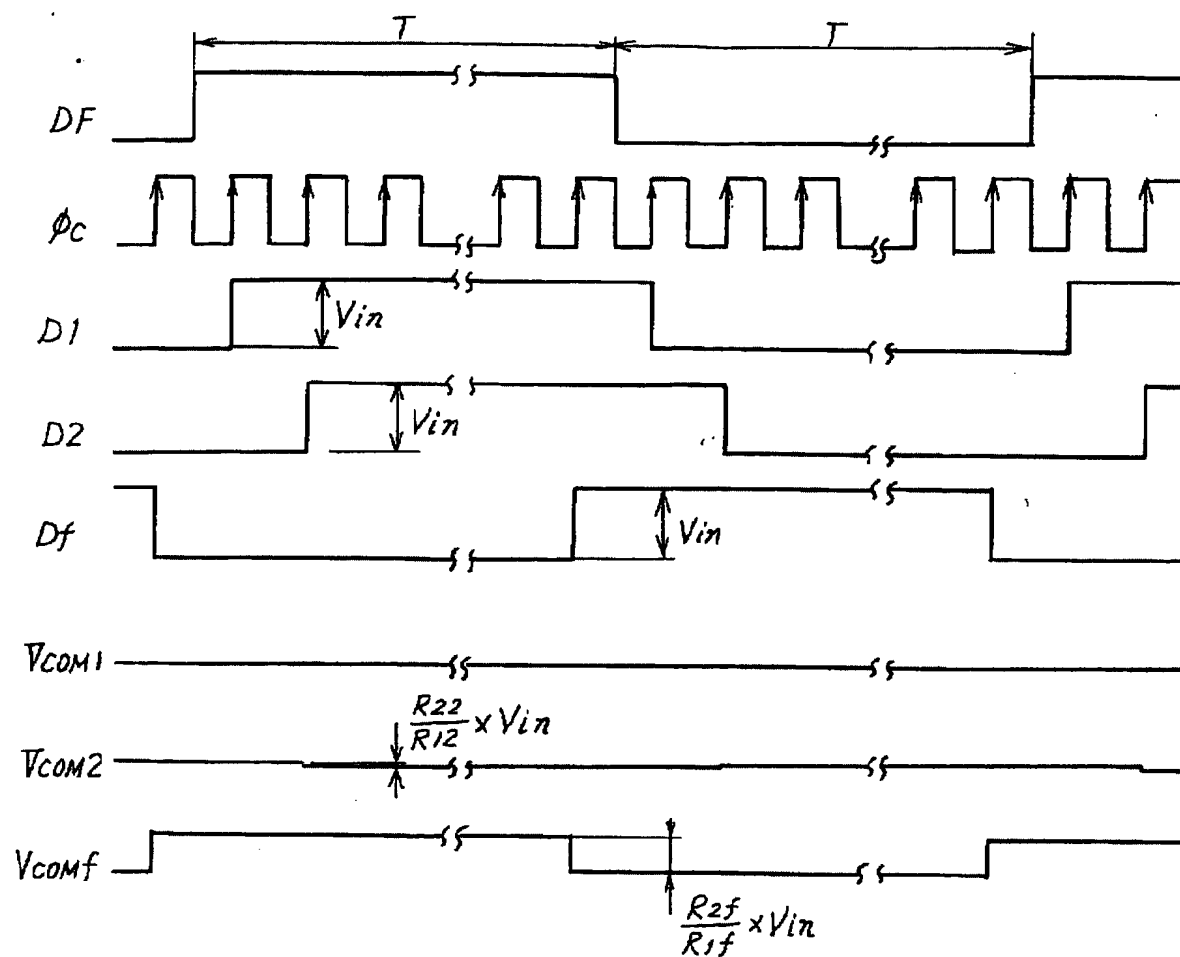 T T
DF
φc
D1 Vin
D2 Vin
Df Vin
VCOM1
R22/R12 × Vin
VCOM2
VCOMf
R2f/R1f × Vin